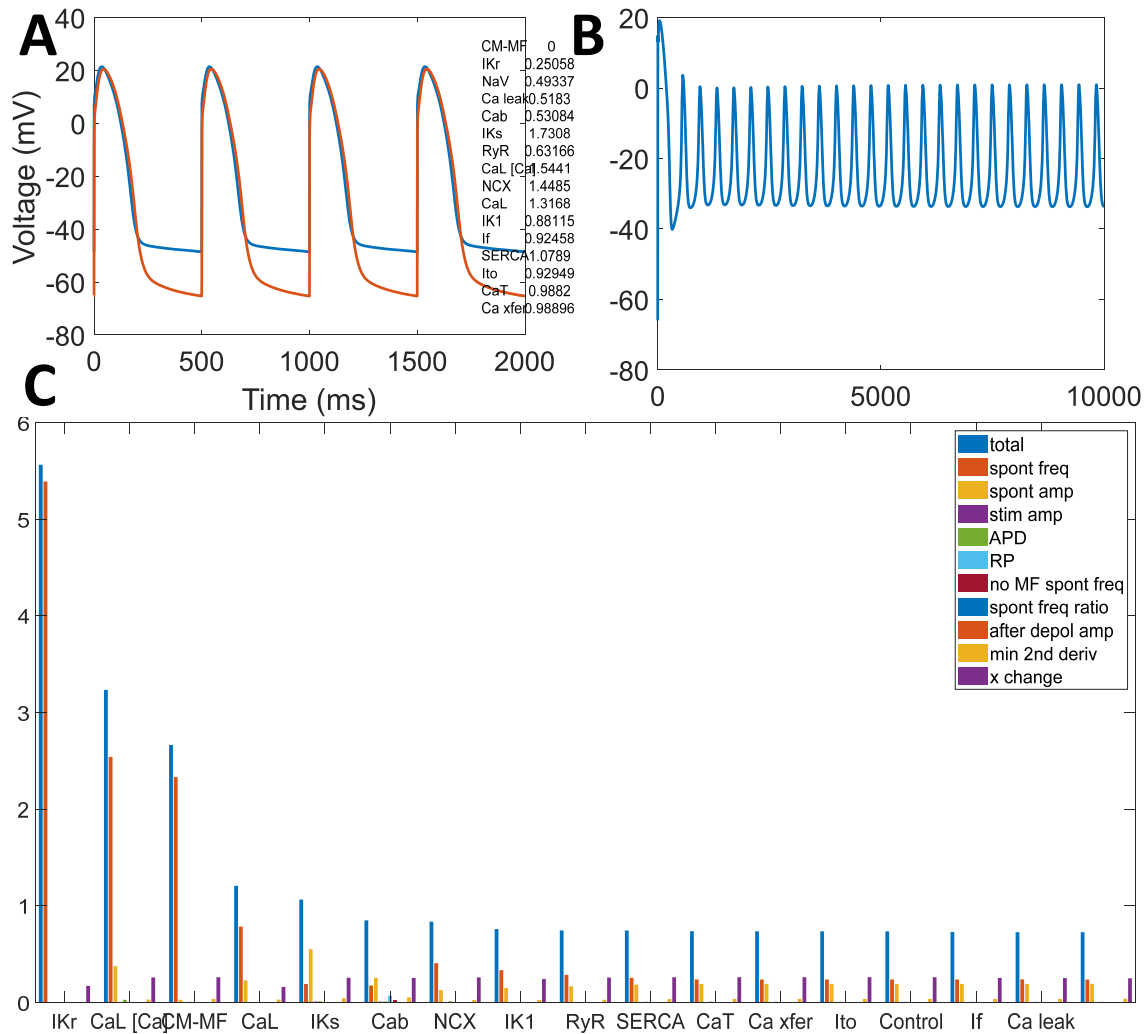 A
40
20
0
-20
-40
-60
-80
Voltage (mV)
0 500 1000 1500 2000
Time (ms)
CM-MF 0
IKr 0.25058
NaV 0.49337
Ca leak 0.5183
Cab 0.53084
IKs 1.7308
RyR 0.63166
CaL [Ca] 1.5441
NCX 1.4485
CaL 1.3168
IK1 0.88115
If 0.92458
SERCA 1.0789
Ito 0.92949
CaT 0.9882
Ca xfer 0.98896
B
20
0
-20
-40
-60
-80
0 5000 10000
C
6
5
4
3
2
1
0
total
spont freq
spont amp
stim amp
APD
RP
no MF spont freq
spont freq ratio
after depol amp
min 2nd deriv
x change
IKr CaL [Ca] CM-MF CaL IKs Cab NCX IK1 RyR SERCA CaT Ca xfer Ito Control If Ca leak